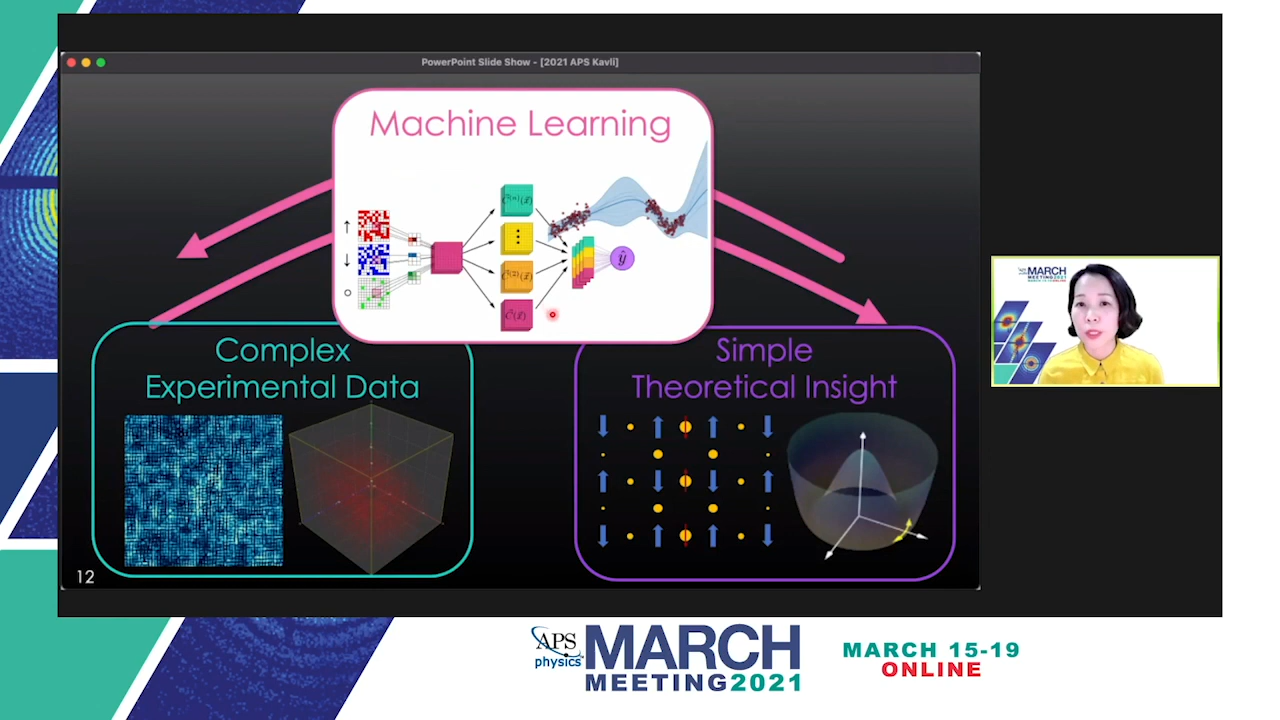 PowerPoint Slide Show - [2021 APS Kavli]
Machine Learning
ŷ
Complex
Experimental Data
Simple
Theoretical Insight
12
MARCH
MEETING2021
APS
physics
MARCH
MEETING2021
MARCH 15-19
ONLINE